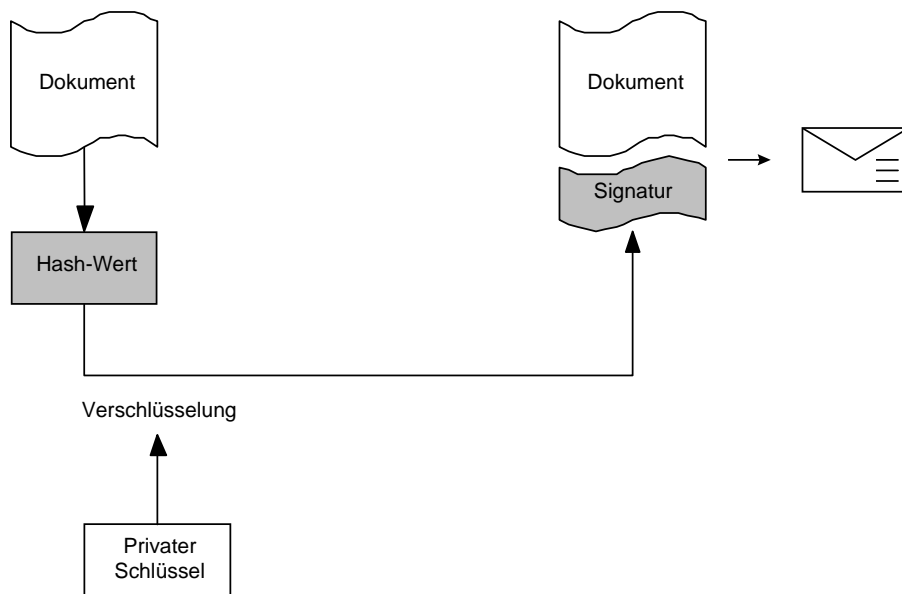 Dokument
Dokument
Signatur
Hash-Wert
Verschlüsselung
Privater
Schlüssel